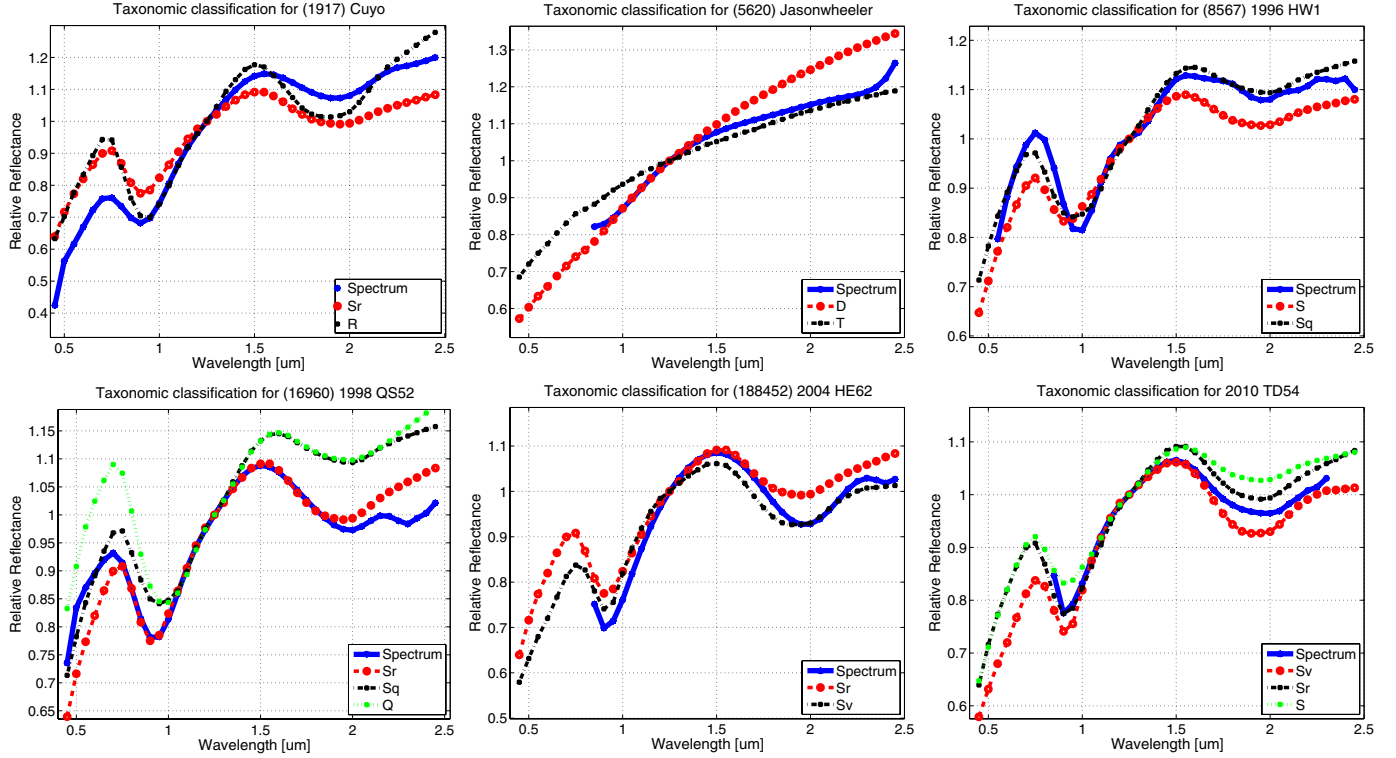 Taxonomic classification for (1917) Cuyo
1.2
1.1
1
0.9
0.8
0.7
0.6
0.5
0.4
Relative Reflectance
Spectrum
Sr
R
0.5
1
1.5
2
2.5
Wavelength [um]
Taxonomic classification for (5620) Jasonwheeler
1.3
1.2
1.1
1
0.9
0.8
0.7
0.6
Relative Reflectance
Spectrum
D
T
0.5
1
1.5
2
2.5
Wavelength [um]
Taxonomic classification for (8567) 1996 HW1
1.2
1.1
1
0.9
0.8
0.7
0.6
Relative Reflectance
Spectrum
S
Sq
0.5
1
1.5
2
2.5
Wavelength [um]
Taxonomic classification for (16960) 1998 QS52
1.15
1.1
1.05
1
0.95
0.9
0.85
0.8
0.75
0.7
0.65
Relative Reflectance
Spectrum
Sr
Sq
Q
0.5
1
1.5
2
2.5
Wavelength [um]
Taxonomic classification for (188452) 2004 HE62
1.1
1
0.9
0.8
0.7
0.6
0.5
Relative Reflectance
Spectrum
Sr
Sv
0.5
1
1.5
2
2.5
Wavelength [um]
Taxonomic classification for 2010 TD54
1.1
1
0.9
0.8
0.7
0.6
Relative Reflectance
Spectrum
Sv
Sr
S
0.5
1
1.5
2
2.5
Wavelength [um]